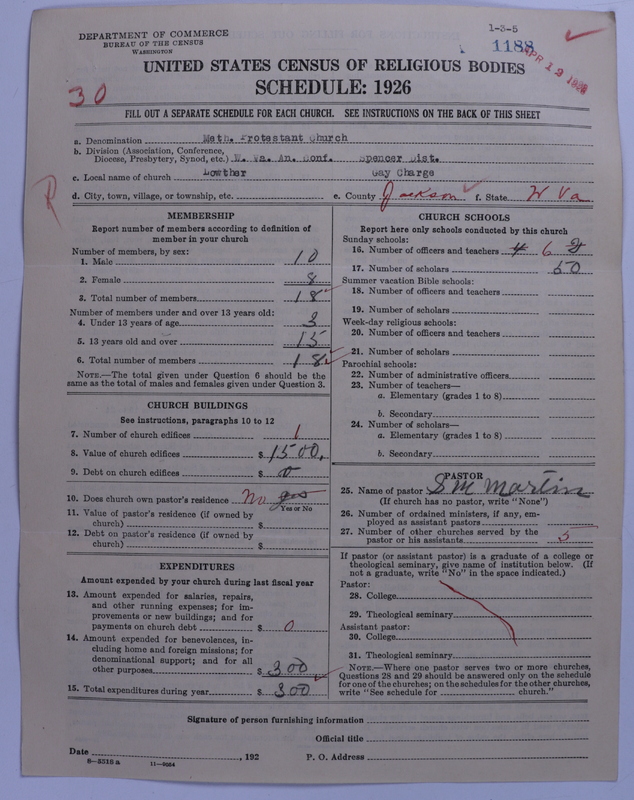 DEPARTMENT OF COMMERCE
BUREAU OF THE CENSUS
WASHINGTON
1-3-5
1188
APR 19 1928
UNITED STATES CENSUS OF RELIGIOUS BODIES
SCHEDULE: 1926
30
FILL OUT A SEPARATE SCHEDULE FOR EACH CHURCH. SEE INSTRUCTIONS ON THE BACK OF THIS SHEET
a. Denomination Meth. Protestant Church
b. Division (Association, Conference,
Diocese, Presbytery, Synod, etc.) W. Va. An. Conf. Spencer Dist.
c. Local name of church Lowther Gay Charge
R
d. City, town, village, or township, etc. e. County Jackson f. State W Va
MEMBERSHIP
Report number of members according to definition of
member in your church
Number of members, by sex:
1. Male 10
2. Female 8
3. Total number of members 18
Number of members under and over 13 years old:
4. Under 13 years of age 3
5. 13 years old and over 15
6. Total number of members 18
NOTE.—The total given under Question 6 should be the
same as the total of males and females given under Question 3.
CHURCH BUILDINGS
See instructions, paragraphs 10 to 12
7. Number of church edifices 1
8. Value of church edifices $1500.
9. Debt on church edifices $ 0
10. Does church own pastor's residence No yes
Yes or No
11. Value of pastor's residence (if owned by
church) $
12. Debt on pastor's residence (if owned by
church) $
EXPENDITURES
Amount expended by your church during last fiscal year
13. Amount expended for salaries, repairs,
and other running expenses; for im-
provements or new buildings; and for
payments on church debt $ 0
14. Amount expended for benevolences, in-
cluding home and foreign missions; for
denominational support; and for all
other purposes $ 300
15. Total expenditures during year $ 300
CHURCH SCHOOLS
Report here only schools conducted by this church
Sunday schools:
16. Number of officers and teachers 4 6 2
17. Number of scholars 50
Summer vacation Bible schools:
18. Number of officers and teachers
19. Number of scholars
Week-day religious schools:
20. Number of officers and teachers
21. Number of scholars
Parochial schools:
22. Number of administrative officers
23. Number of teachers—
a. Elementary (grades 1 to 8)
b. Secondary
24. Number of scholars—
a. Elementary (grades 1 to 8)
b. Secondary
PASTOR
25. Name of pastor S M Martin
(If church has no pastor, write "None")
26. Number of ordained ministers, if any, em-
ployed as assistant pastors
27. Number of other churches served by the
pastor or his assistants 5
If pastor (or assistant pastor) is a graduate of a college or
theological seminary, give name of institution below. (If
not a graduate, write "No" in the space indicated.)
Pastor:
28. College
29. Theological seminary
Assistant pastor:
30. College
31. Theological seminary
NOTE.—Where one pastor serves two or more churches,
Questions 28 and 29 should be answered only on the schedule
for one of the churches; on the schedules for the other churches,
write "See schedule for church."
Signature of person furnishing information
Official title
Date , 192 P. O. Address
8—3518 a 11—9054